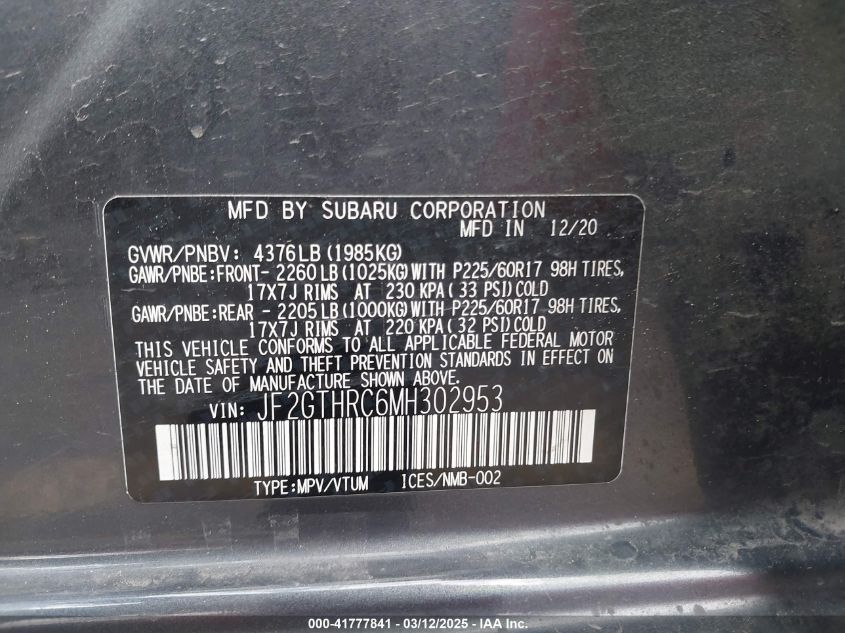 MFD BY SUBARU CORPORATION
MFD IN 12/20
GVWR/PNBV: 4376LB (1985KG)
GAWR/PNBE:FRONT- 2260 LB (1025KG) WITH P225/60R17 98H TIRES,
17X7J RIMS AT 230 KPA ( 33 PSI) COLD
GAWR/PNBE:REAR - 2205 LB (1000KG) WITH P225/60R17 98H TIRES,
17X7J RIMS AT 220 KPA ( 32 PSI) COLD
THIS VEHICLE CONFORMS TO ALL APPLICABLE FEDERAL MOTOR
VEHICLE SAFETY AND THEFT PREVENTION STANDARDS IN EFFECT ON
THE DATE OF MANUFACTURE SHOWN ABOVE.
VIN: JF2GTHRC6MH302953
TYPE:MPV/VTUM ICES/NMB-002
000-41777841 / 03/12/2025 - IAA Inc.